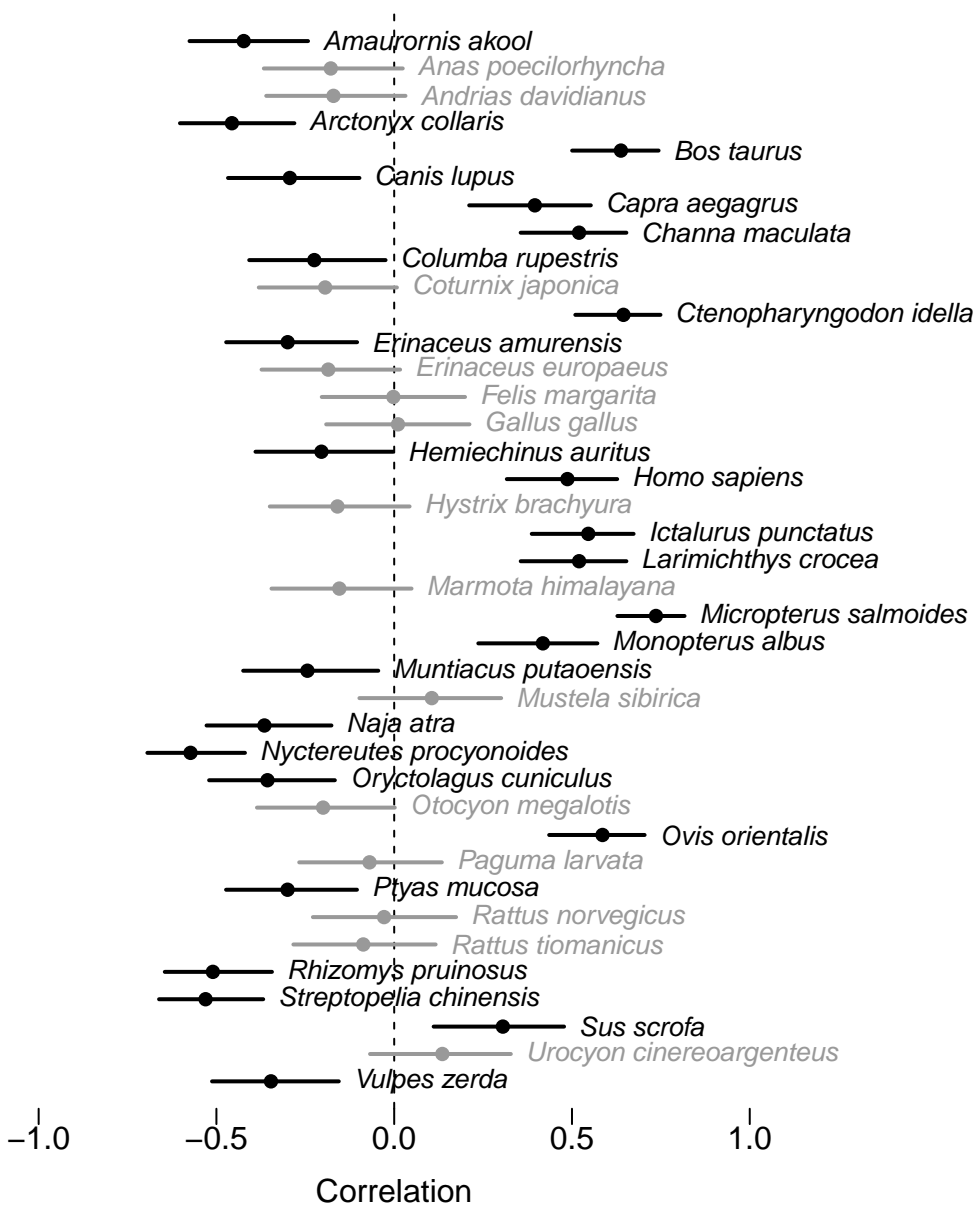 Amaurornis akool
Anas poecilorhyncha
Andrias davidianus
Arctonyx collaris
Bos taurus
Canis lupus
Capra aegagrus
Channa maculata
Columba rupestris
Coturnix japonica
Ctenopharyngodon idella
Erinaceus amurensis
Erinaceus europaeus
Felis margarita
Gallus gallus
Hemiechinus auritus
Homo sapiens
Hystrix brachyura
Ictalurus punctatus
Larimichthys crocea
Marmota himalayana
Micropterus salmoides
Monopterus albus
Muntiacus putaoensis
Mustela sibirica
Naja atra
Nyctereutes procyonoides
Oryctolagus cuniculus
Otocyon megalotis
Ovis orientalis
Paguma larvata
Ptyas mucosa
Rattus norvegicus
Rattus tiomanicus
Rhizomys pruinosus
Streptopelia chinensis
Sus scrofa
Urocyon cinereoargenteus
Vulpes zerda
−1.0 −0.5 0.0 0.5 1.0
Correlation